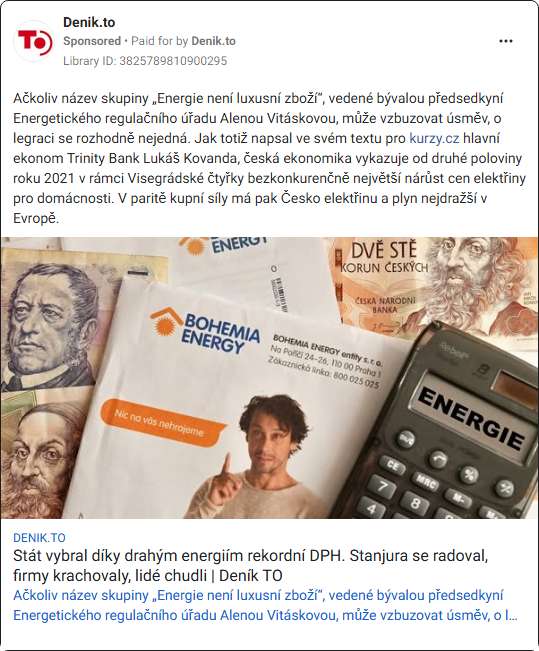 Denik.to
Sponsored • Paid for by Denik.to
Library ID: 3825789810900295
Ačkoliv název skupiny „Energie není luxusní zboží“, vedené bývalou předsedkyní
Energetického regulačního úřadu Alenou Vitáskovou, může vzbuzovat úsměv, o
legraci se rozhodně nejedná. Jak totiž napsal ve svém textu pro kurzy.cz hlavní
ekonom Trinity Bank Lukáš Kovanda, česká ekonomika vykazuje od druhé poloviny
roku 2021 v rámci Visegrádské čtyřky bezkonkurenčně největší nárůst cen elektřiny
pro domácnosti. V paritě kupní síly má pak Česko elektřinu a plyn nejdražší v
Evropě.
BOHEMIA
ENERGY
DVĚ STĚ
KORUN ČESKÝCH
ČESKÁ NÁRODNÍ
BANKA
BOHEMIA
ENERGY
BOHEMIA ENERGY entity s. r. o.
Na Poříčí 24-26, 110 00 Praha 1
Zákaznická linka: 800 025 025
Nic na vás nehrajeme
ENERGIE
CE MRC M- M+
7 8 9
4
DENIK.TO
Stát vybral díky drahým energiím rekordní DPH. Stanjura se radoval,
firmy krachovaly, lidé chudli | Deník TO
Ačkoliv název skupiny „Energie není luxusní zboží“, vedené bývalou předsedkyní
Energetického regulačního úřadu Alenou Vitáskovou, může vzbuzovat úsměv, o l...